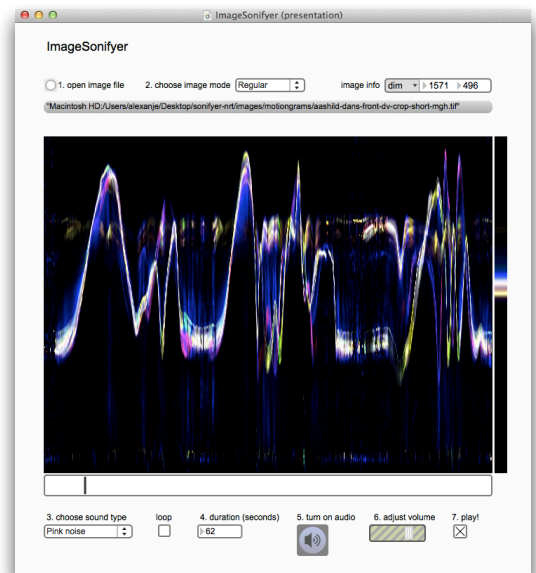 ImageSonifyer (presentation)
ImageSonifyer
1. open image file 2. choose image mode Regular image info dim 1571 496
"Macintosh HD:/Users/alexanje/Desktop/sonifyer-nrt/images/motiongrams/aashild-dans-front-dv-crop-short-mgh.tif"
3. choose sound type loop 4. duration (seconds) 5. turn on audio 6. adjust volume 7. play!
Pink noise 62